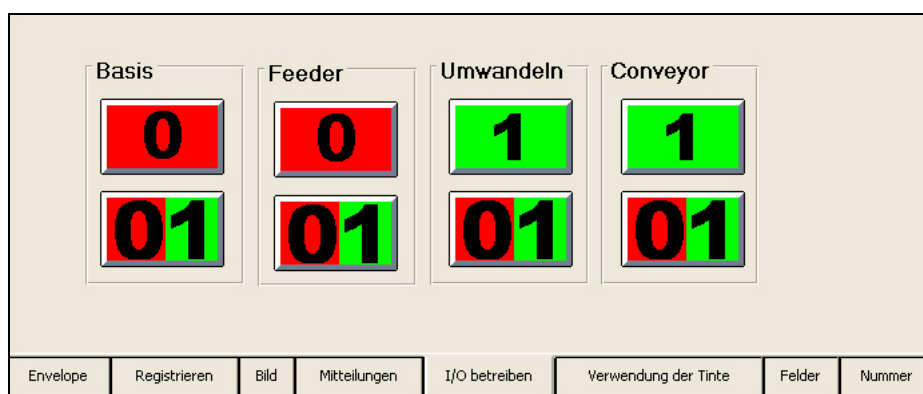 Basis Feeder Umwandeln Conveyor
0 0 1 1
01 01 01 01
Envelope Registrieren Bild Mitteilungen I/O betreiben Verwendung der Tinte Felder Nummer